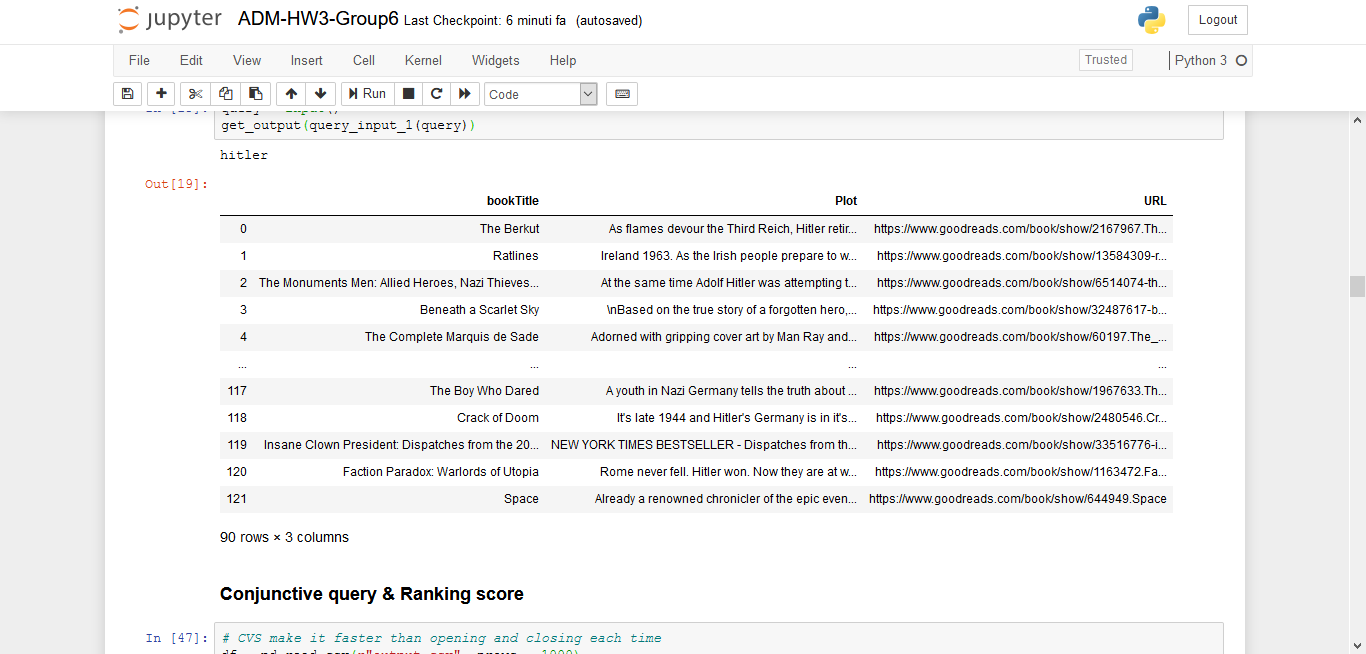 jupyter ADM-HW3-Group6 Last Checkpoint: 6 minuti fa (autosaved) Logout
File Edit View Insert Cell Kernel Widgets Help Trusted Python 3
Run Code
get_output(query_input_1(query))
hitler
Out[19]:
bookTitle Plot URL
0 The Berkut As flames devour the Third Reich, Hitler retir... https://www.goodreads.com/book/show/2167967.Th...
1 Ratlines Ireland 1963. As the Irish people prepare to w... https://www.goodreads.com/book/show/13584309-r...
2 The Monuments Men: Allied Heroes, Nazi Thieves... At the same time Adolf Hitler was attempting t... https://www.goodreads.com/book/show/6514074-th...
3 Beneath a Scarlet Sky \nBased on the true story of a forgotten hero,... https://www.goodreads.com/book/show/32487617-b...
4 The Complete Marquis de Sade Adorned with gripping cover art by Man Ray and... https://www.goodreads.com/book/show/60197.The_...
... ... ... ...
117 The Boy Who Dared A youth in Nazi Germany tells the truth about ... https://www.goodreads.com/book/show/1967633.Th...
118 Crack of Doom It's late 1944 and Hitler's Germany is in it's... https://www.goodreads.com/book/show/2480546.Cr...
119 Insane Clown President: Dispatches from the 20... NEW YORK TIMES BESTSELLER - Dispatches from th... https://www.goodreads.com/book/show/33516776-i...
120 Faction Paradox: Warlords of Utopia Rome never fell. Hitler won. Now they are at w... https://www.goodreads.com/book/show/1163472.Fa...
121 Space Already a renowned chronicler of the epic even... https://www.goodreads.com/book/show/644949.Space
90 rows × 3 columns
Conjunctive query & Ranking score
In [47]: # CVS make it faster than opening and closing each time